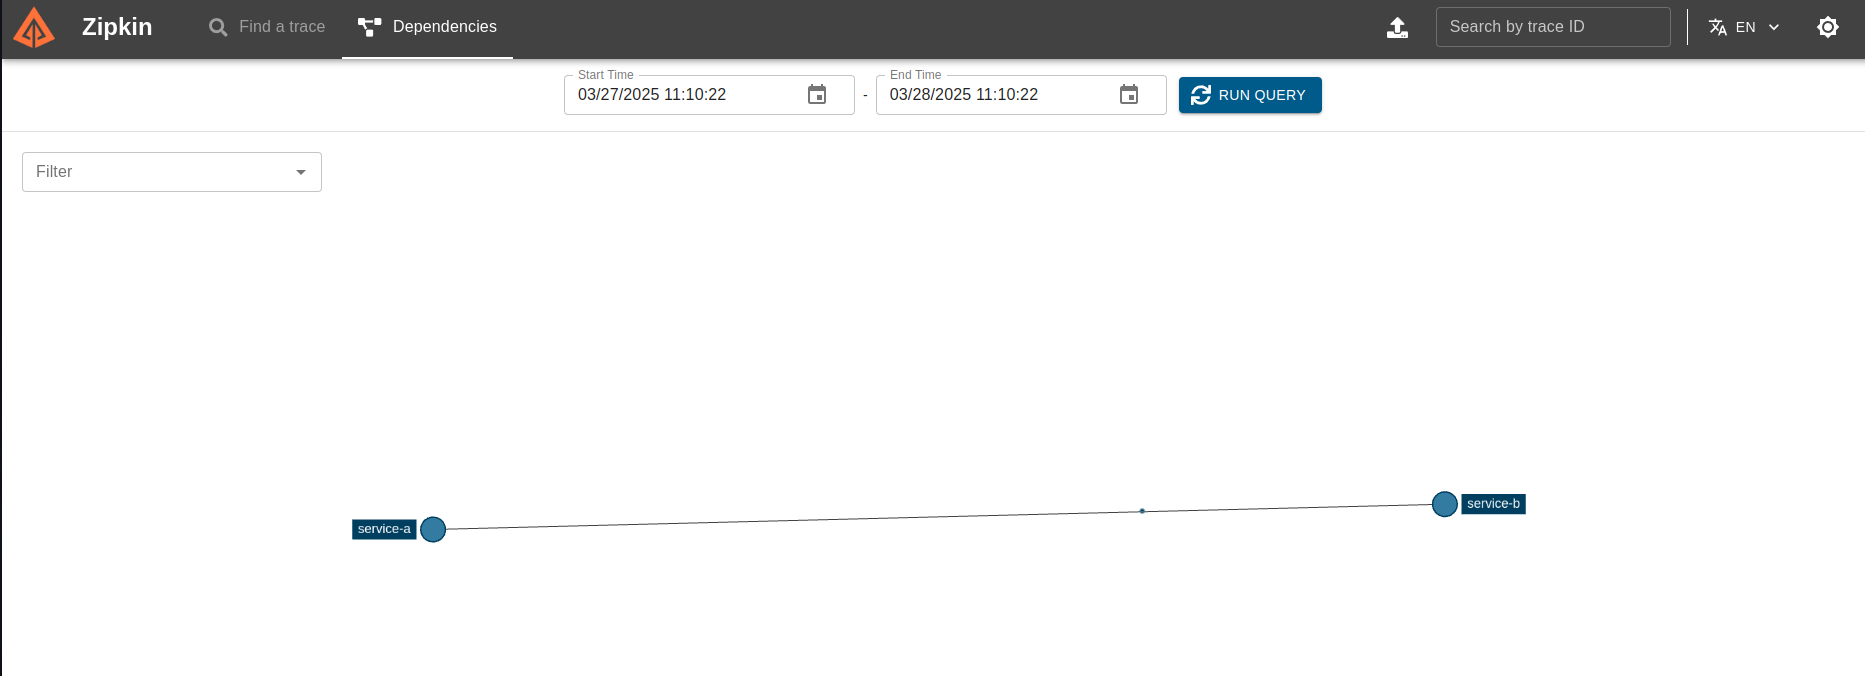 Zipkin
Find a trace
Dependencies
Search by trace ID
EN
Start Time
03/27/2025 11:10:22
-
End Time
03/28/2025 11:10:22
RUN QUERY
Filter
service-a
service-b